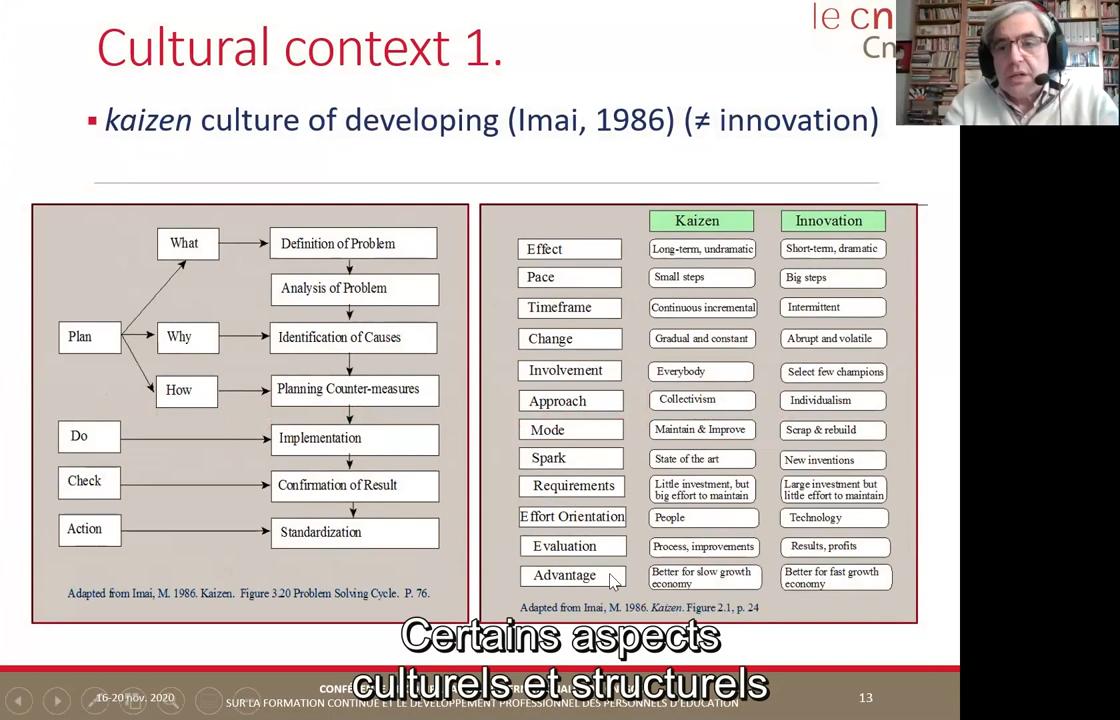 le cn
Cn
Cultural context 1.
▪ kaizen culture of developing (Imai, 1986) (≠ innovation)
What
Definition of Problem
Analysis of Problem
Plan
Why
Identification of Causes
How
Planning Counter-measures
Do
Implementation
Check
Confirmation of Result
Action
Standardization
Adapted from Imai, M. 1986. Kaizen. Figure 3.20 Problem Solving Cycle. P. 76.
Kaizen Innovation
Effect Long-term, undramatic Short-term, dramatic
Pace Small steps Big steps
Timeframe Continuous incremental Intermittent
Change Gradual and constant Abrupt and volatile
Involvement Everybody Select few champions
Approach Collectivism Individualism
Mode Maintain & Improve Scrap & rebuild
Spark State of the art New inventions
Requirements Little investment, but big effort to maintain Large investment but little effort to maintain
Effort Orientation People Technology
Evaluation Process, improvements Results, profits
Advantage Better for slow growth economy Better for fast growth economy
Adapted from Imai, M. 1986. Kaizen. Figure 2.1, p. 24
Certains aspects
culturels et structurels
16-20 nov. 2020
SUR LA FORMATION CONTINUE ET LE DÉVELOPPEMENT PROFESSIONNEL DES PERSONNELS D'ÉDUCATION
13